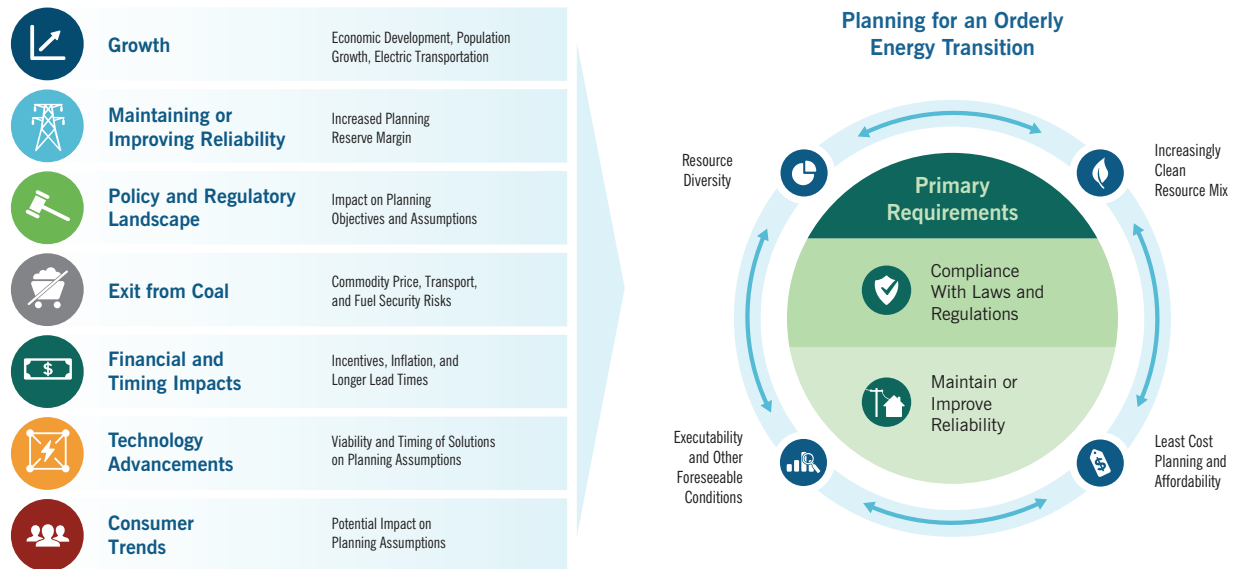 Growth
Economic Development, Population
Growth, Electric Transportation
Maintaining or
Improving Reliability
Increased Planning
Reserve Margin
Policy and Regulatory
Landscape
Impact on Planning
Objectives and Assumptions
Exit from Coal
Commodity Price, Transport,
and Fuel Security Risks
Financial and
Timing Impacts
$
Incentives, Inflation, and
Longer Lead Times
Technology
Advancements
Viability and Timing of Solutions
on Planning Assumptions
Consumer
Trends
Potential Impact on
Planning Assumptions
Planning for an Orderly
Energy Transition
Resource
Diversity
Increasingly
Clean
Resource Mix
Primary
Requirements
Compliance
With Laws and
Regulations
Maintain or
Improve
Reliability
Executability
and Other
Foreseeable
Conditions
Least Cost
Planning and
Affordability
$